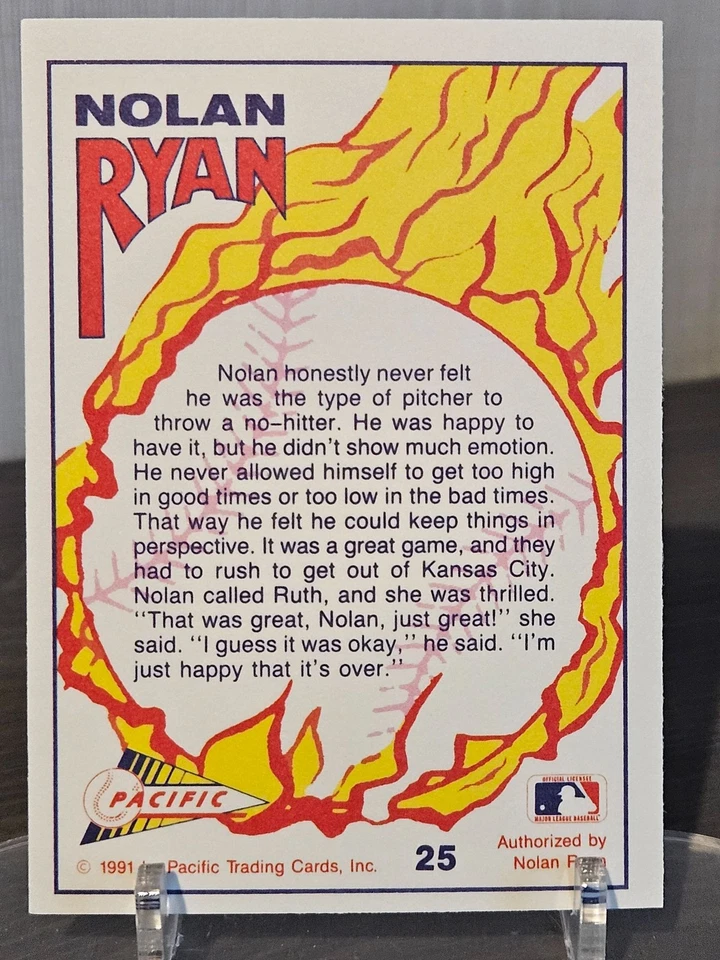 NOLAN
RYAN
Nolan honestly never felt
he was the type of pitcher to
throw a no–hitter. He was happy to
have it, but he didn't show much emotion.
He never allowed himself to get too high
in good times or too low in the bad times.
That way he felt he could keep things in
perspective. It was a great game, and they
had to rush to get out of Kansas City.
Nolan called Ruth, and she was thrilled.
"That was great, Nolan, just great!" she
said. "I guess it was okay," he said. "I'm
just happy that it's over."
PACIFIC
OFFICIAL LICENSEE
MAJOR LEAGUE BASEBALL
© 1991 Pacific Trading Cards, Inc.
25
Authorized by
Nolan